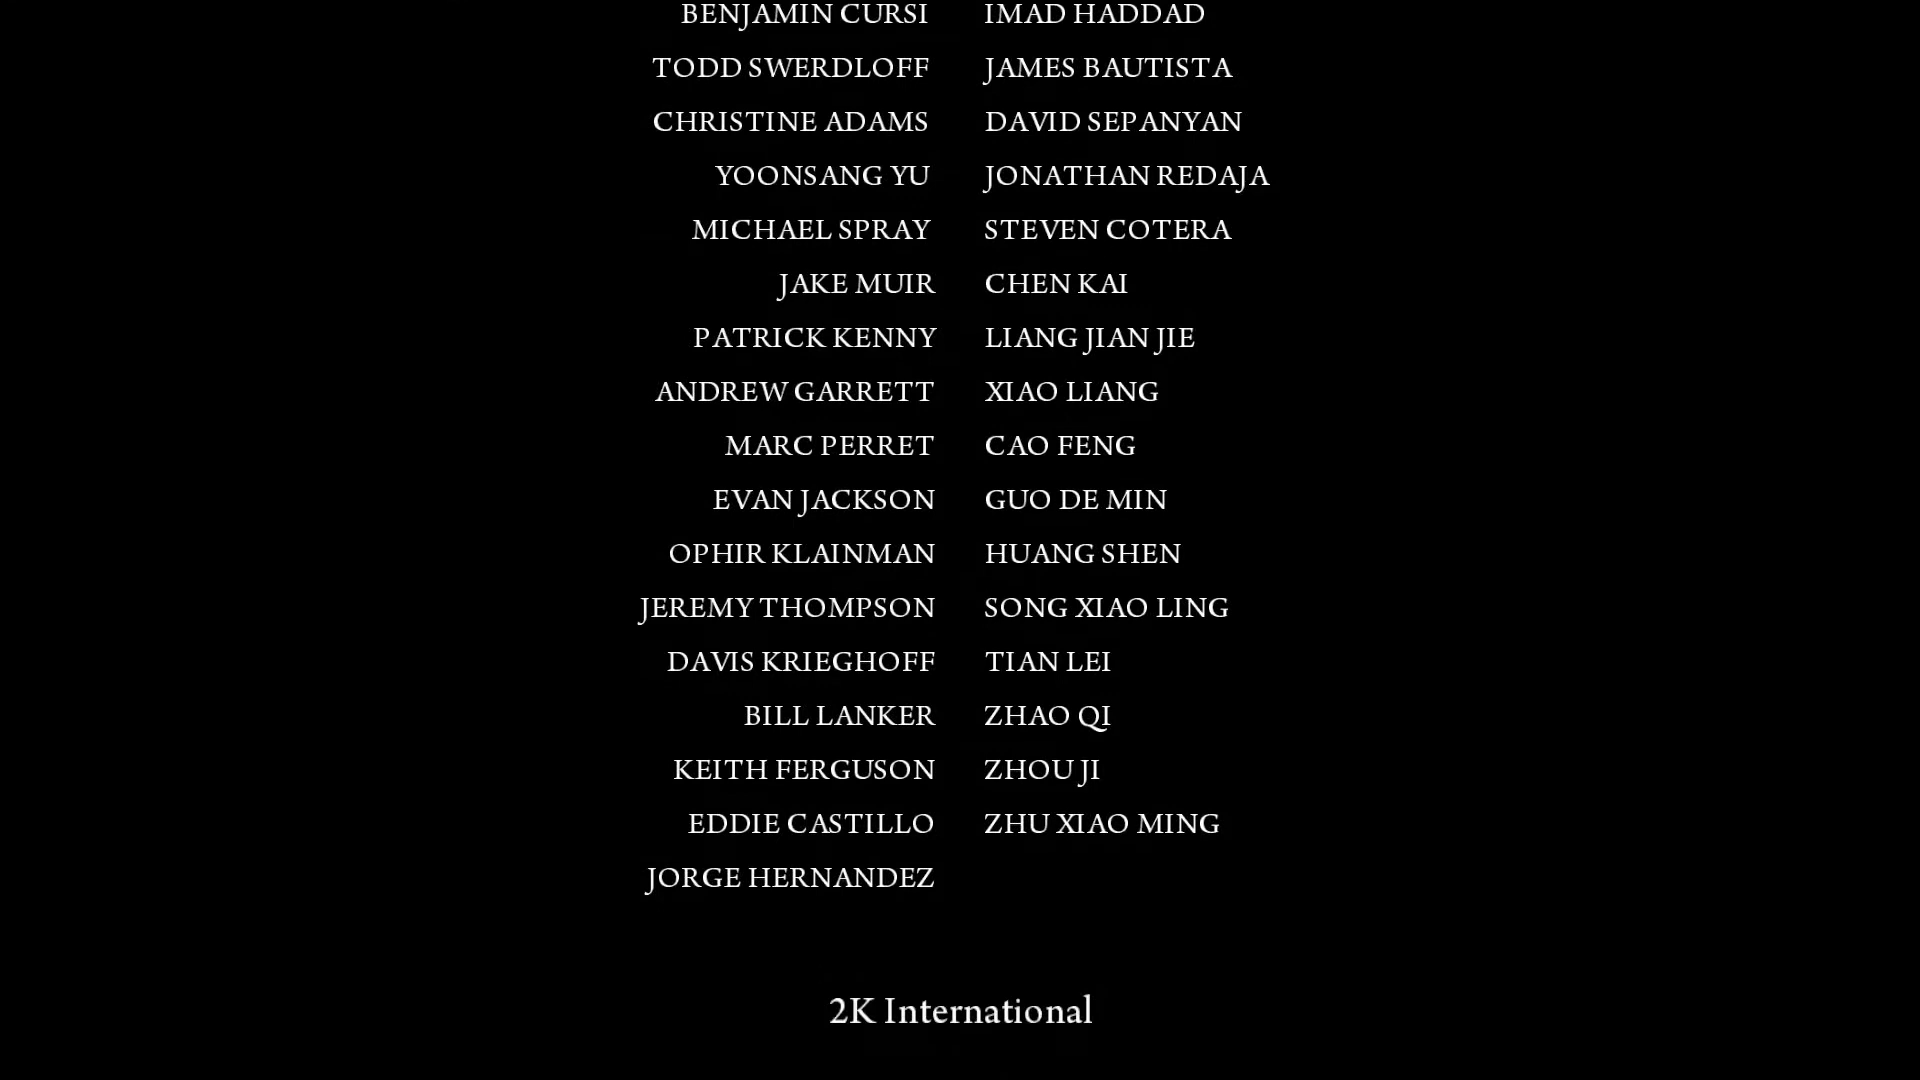 BENJAMIN CURSI IMAD HADDAD
TODD SWERDLOFF JAMES BAUTISTA
CHRISTINE ADAMS DAVID SEPANYAN
YOONSANG YU JONATHAN REDAJA
MICHAEL SPRAY STEVEN COTERA
JAKE MUIR CHEN KAI
PATRICK KENNY LIANG JIAN JIE
ANDREW GARRETT XIAO LIANG
MARC PERRET CAO FENG
EVAN JACKSON GUO DE MIN
OPHIR KLAINMAN HUANG SHEN
JEREMY THOMPSON SONG XIAO LING
DAVIS KRIEGHOFF TIAN LEI
BILL LANKER ZHAO QI
KEITH FERGUSON ZHOU JI
EDDIE CASTILLO ZHU XIAO MING
JORGE HERNANDEZ
2K International